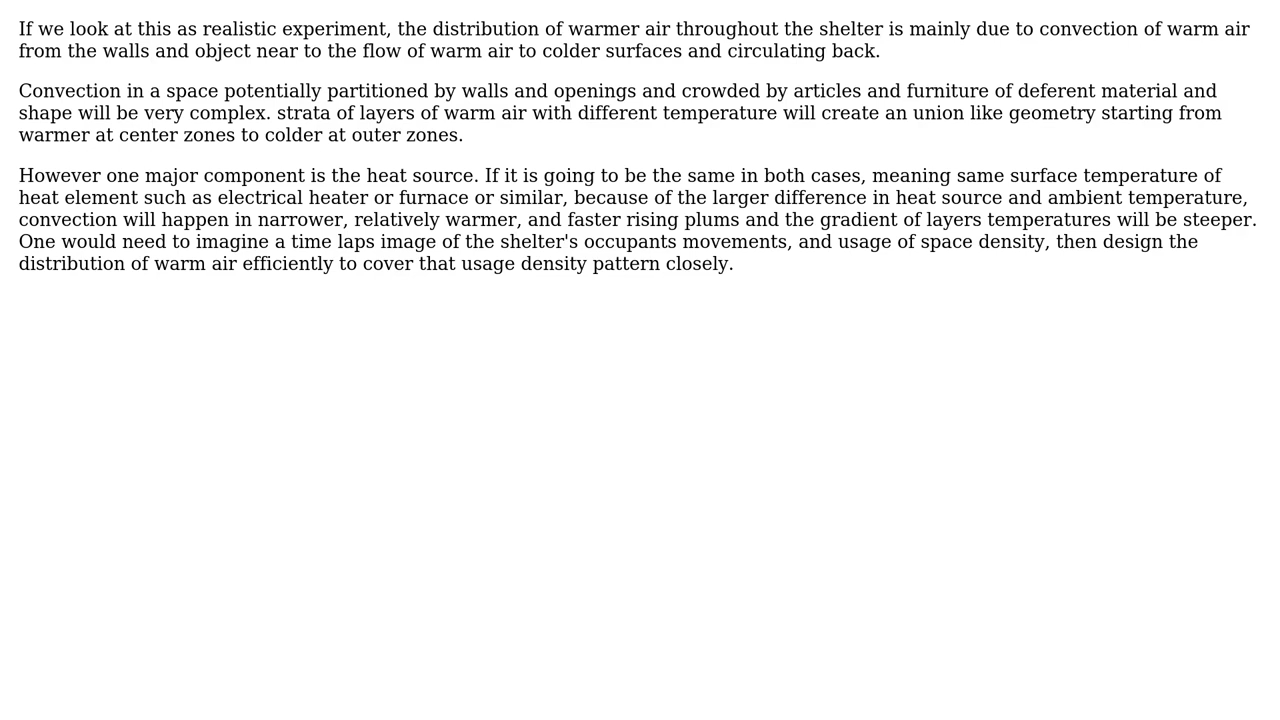 If we look at this as realistic experiment, the distribution of warmer air throughout the shelter is mainly due to convection of warm air
from the walls and object near to the flow of warm air to colder surfaces and circulating back.
Convection in a space potentially partitioned by walls and openings and crowded by articles and furniture of deferent material and
shape will be very complex. strata of layers of warm air with different temperature will create an union like geometry starting from
warmer at center zones to colder at outer zones.
However one major component is the heat source. If it is going to be the same in both cases, meaning same surface temperature of
heat element such as electrical heater or furnace or similar, because of the larger difference in heat source and ambient temperature,
convection will happen in narrower, relatively warmer, and faster rising plums and the gradient of layers temperatures will be steeper.
One would need to imagine a time laps image of the shelter's occupants movements, and usage of space density, then design the
distribution of warm air efficiently to cover that usage density pattern closely.